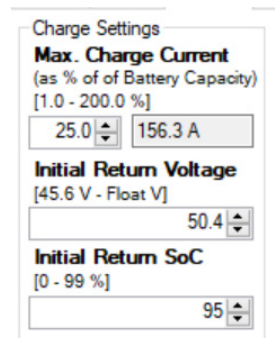 Charge Settings
Max. Charge Current
(as % of of Battery Capacity)
[1.0 - 200.0 %]
25.0 156.3 A
Initial Return Voltage
[45.6 V - Float V]
50.4
Initial Return SoC
[0 - 99 %]
95